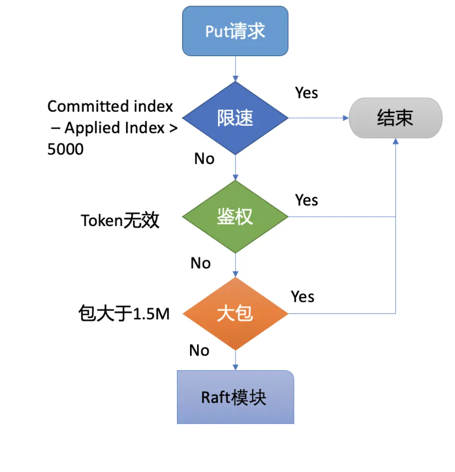 Put请求
Committed index
– Applied Index >
5000
限速
Yes
结束
No
Token无效
鉴权
Yes
No
包大于1.5M
大包
Yes
No
Raft模块